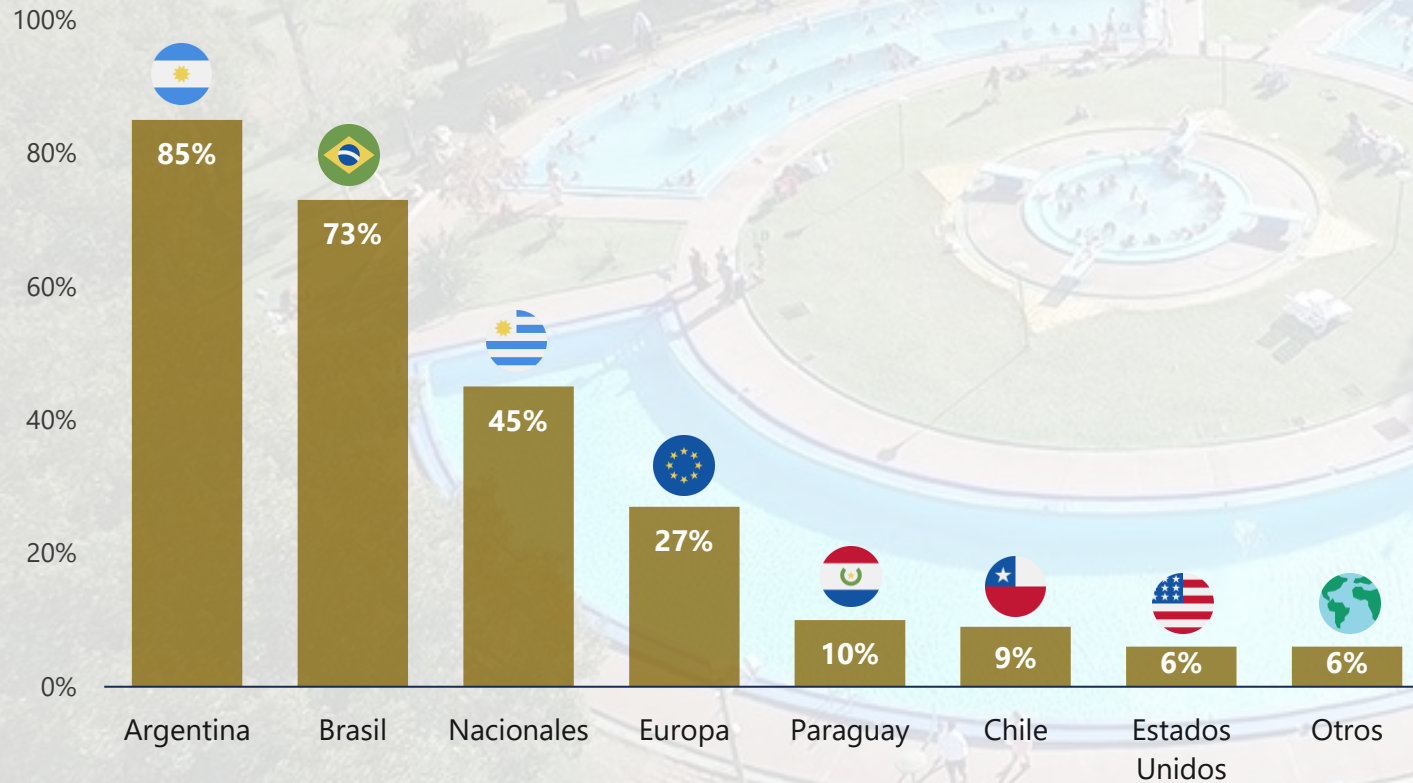 100%
80%
60%
40%
20%
0%
85%
73%
45%
27%
10%
9%
6%
6%
Argentina
Brasil
Nacionales
Europa
Paraguay
Chile
Estados
Unidos
Otros